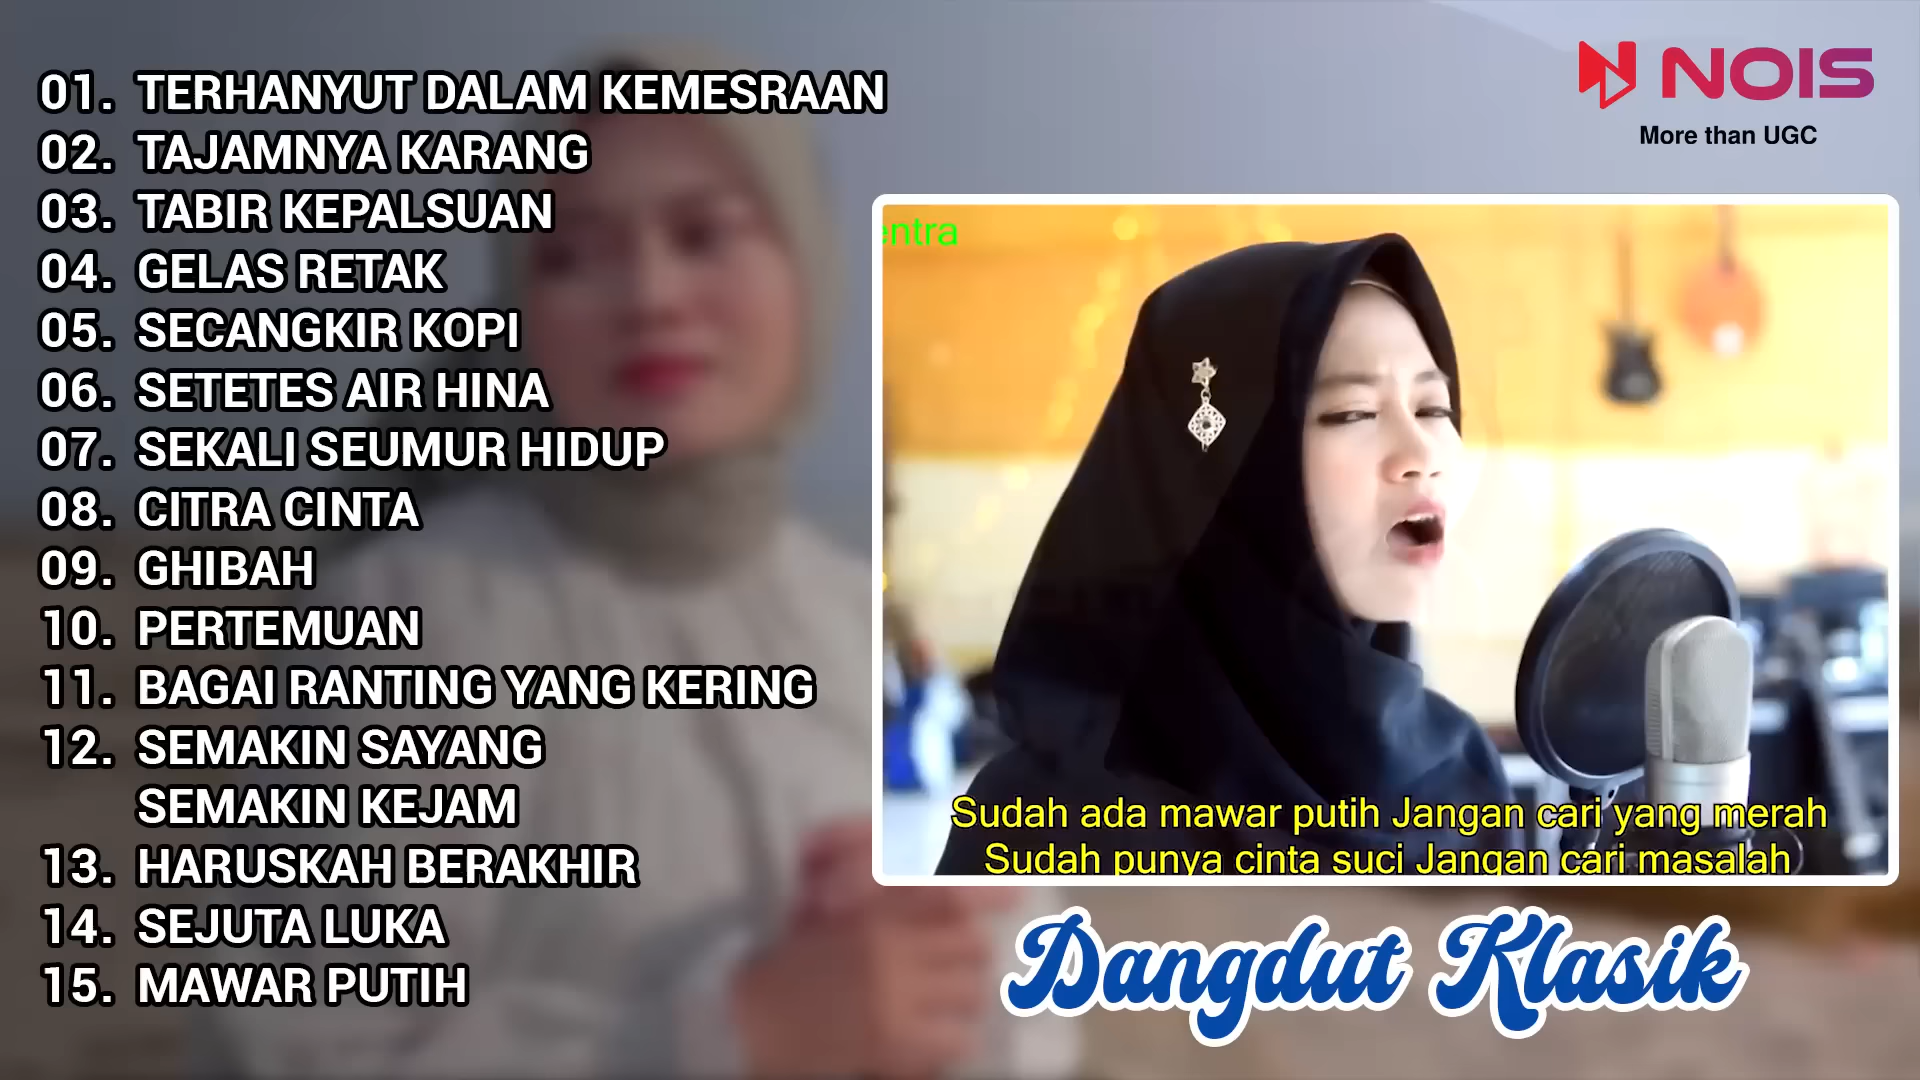 01. TERHANYUT DALAM KEMESRAAN
02. TAJAMNYA KARANG
03. TABIR KEPALSUAN
04. GELAS RETAK
05. SECANGKIR KOPI
06. SETETES AIR HINA
07. SEKALI SEUMUR HIDUP
08. CITRA CINTA
09. GHIBAH
10. PERTEMUAN
11. BAGAI RANTING YANG KERING
12. SEMAKIN SAYANG
SEMAKIN KEJAM
13. HARUSKAH BERAKHIR
14. SEJUTA LUKA
15. MAWAR PUTIH
NOIS
More than UGC
entra
Sudah ada mawar putih Jangan cari yang merah
Sudah punya cinta suci Jangan cari masalah
Dangdut Klasik